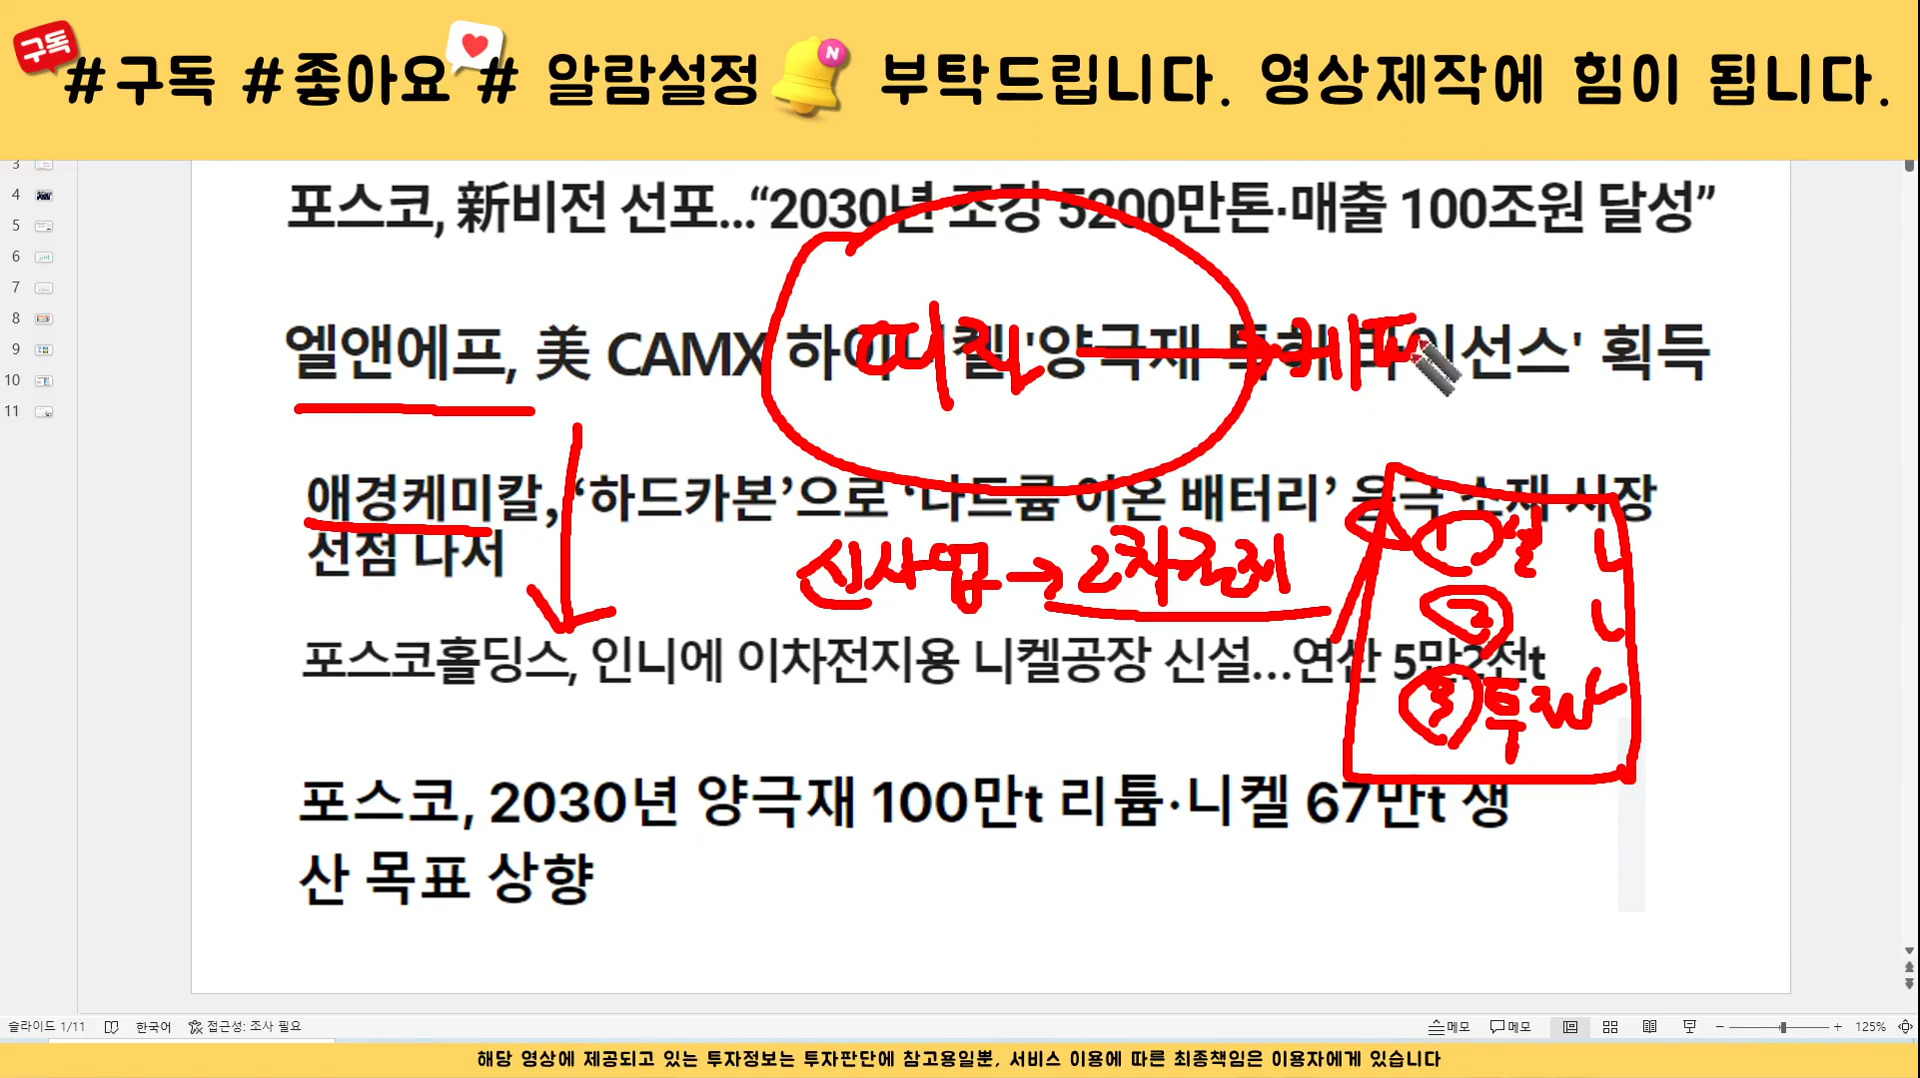 구독
#구독 #좋아요 # 알람설정 N 부탁드립니다. 영상제작에 힘이 됩니다.
3
4
5
6
7
8
9
10
11
포스코, 新비전 선포...“2030년 조강 5200만톤·매출 100조원 달성”
엘앤에프, 美 CAMX 하이니켈 '양극재 특허 라이선스' 획득
애경케미칼, ‘하드카본’으로 ‘나트륨 이온 배터리’ 음극 소재 시장
선점 나서
신사업 → 2차전지
1
2
3 투자
포스코홀딩스, 인니에 이차전지용 니켈공장 신설...연산 5만2천t
포스코, 2030년 양극재 100만t 리튬·니켈 67만t 생
산 목표 상향
슬라이드 1/11 한국어 접근성: 조사 필요 메모 메모 125%
해당 영상에 제공되고 있는 투자정보는 투자판단에 참고용일뿐, 서비스 이용에 따른 최종책임은 이용자에게 있습니다